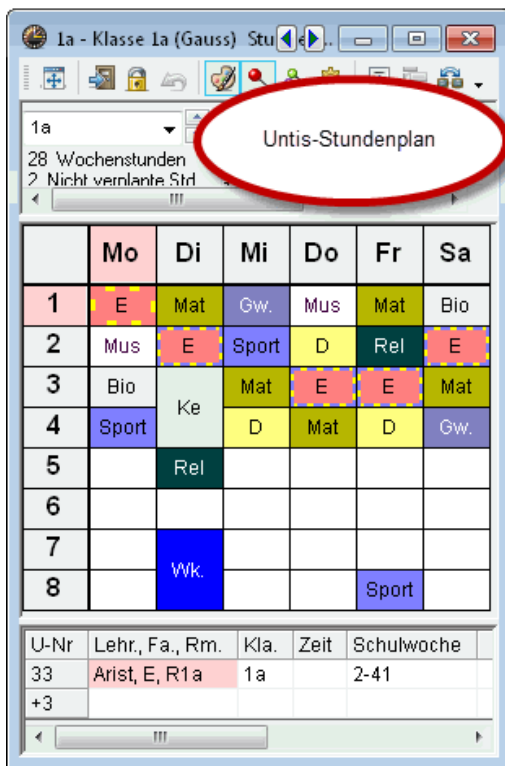 1a - Klasse 1a (Gauss) Stu
1a
Untis-Stundenplan
28 Wochenstunden
2 Nicht verplante Std
Mo Di Mi Do Fr Sa
1 E Mat Gw. Mus Mat Bio
2 Mus E Sport D Rel E
3 Bio Ke Mat E E Mat
4 Sport D Mat D Gw.
5 Rel
6
7 Wk.
8 Sport
U-Nr Lehr., Fa., Rm. Kla. Zeit Schulwoche
33 Arist, E, R1a 1a 2-41
+3